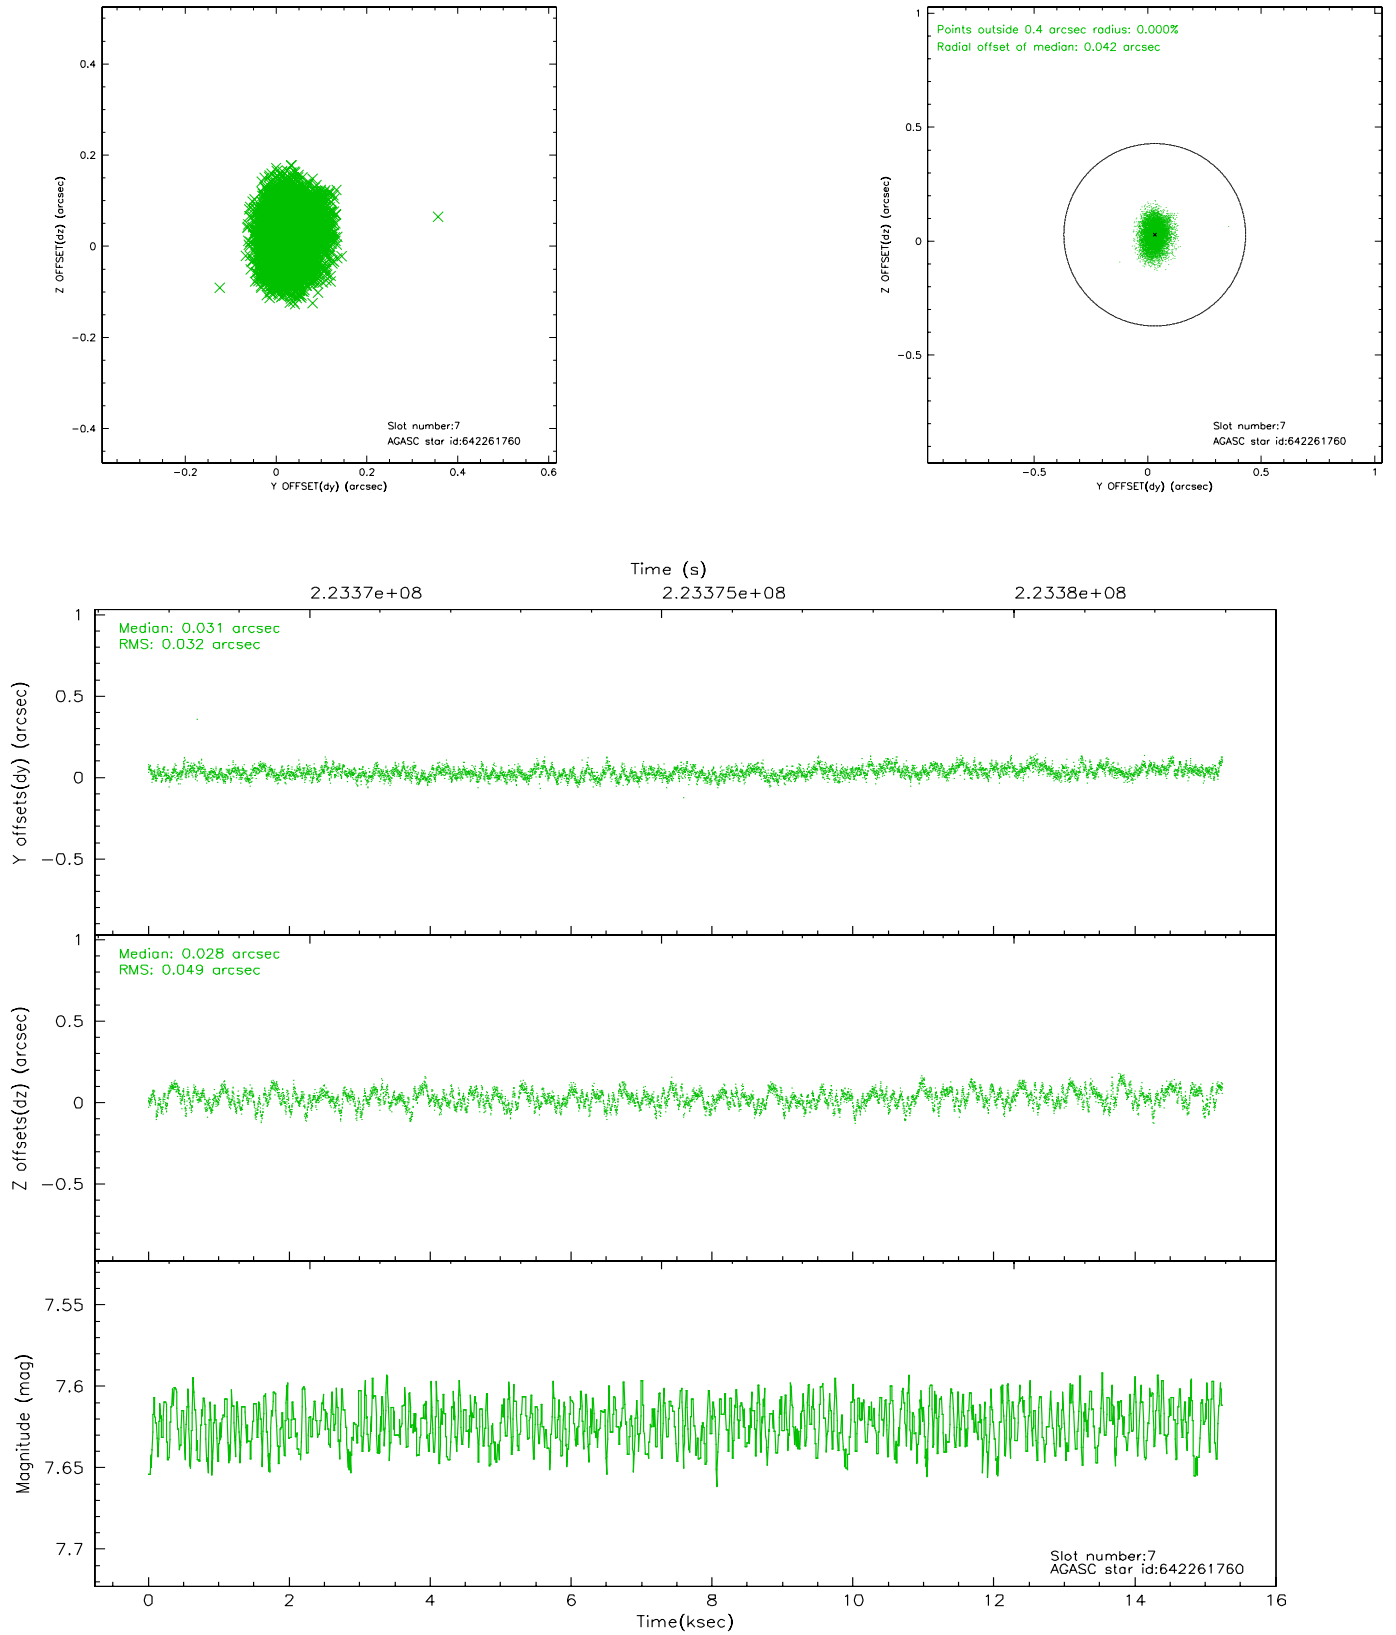 0.4
0.2
0
−0.2
−0.4
Z OFFSET(dz) (arcsec)
Slot number:7
AGASC star id:642261760
−0.2 0 0.2 0.4 0.6
Y OFFSET(dy) (arcsec)
Points outside 0.4 arcsec radius: 0.000%
Radial offset of median: 0.042 arcsec
1
0.5
0
−0.5
Z OFFSET(dz) (arcsec)
Slot number:7
AGASC star id:642261760
−0.5 0 0.5 1
Y OFFSET(dy) (arcsec)
Time (s)
2.2337e+08 2.23375e+08 2.2338e+08
Median: 0.031 arcsec
RMS: 0.032 arcsec
1
0.5
0
−0.5
Y offsets(dy) (arcsec)
Median: 0.028 arcsec
RMS: 0.049 arcsec
1
0.5
0
−0.5
Z offsets(dz) (arcsec)
7.55
7.6
7.65
7.7
Magnitude (mag)
Slot number:7
AGASC star id:642261760
0 2 4 6 8 10 12 14 16
Time(ksec)